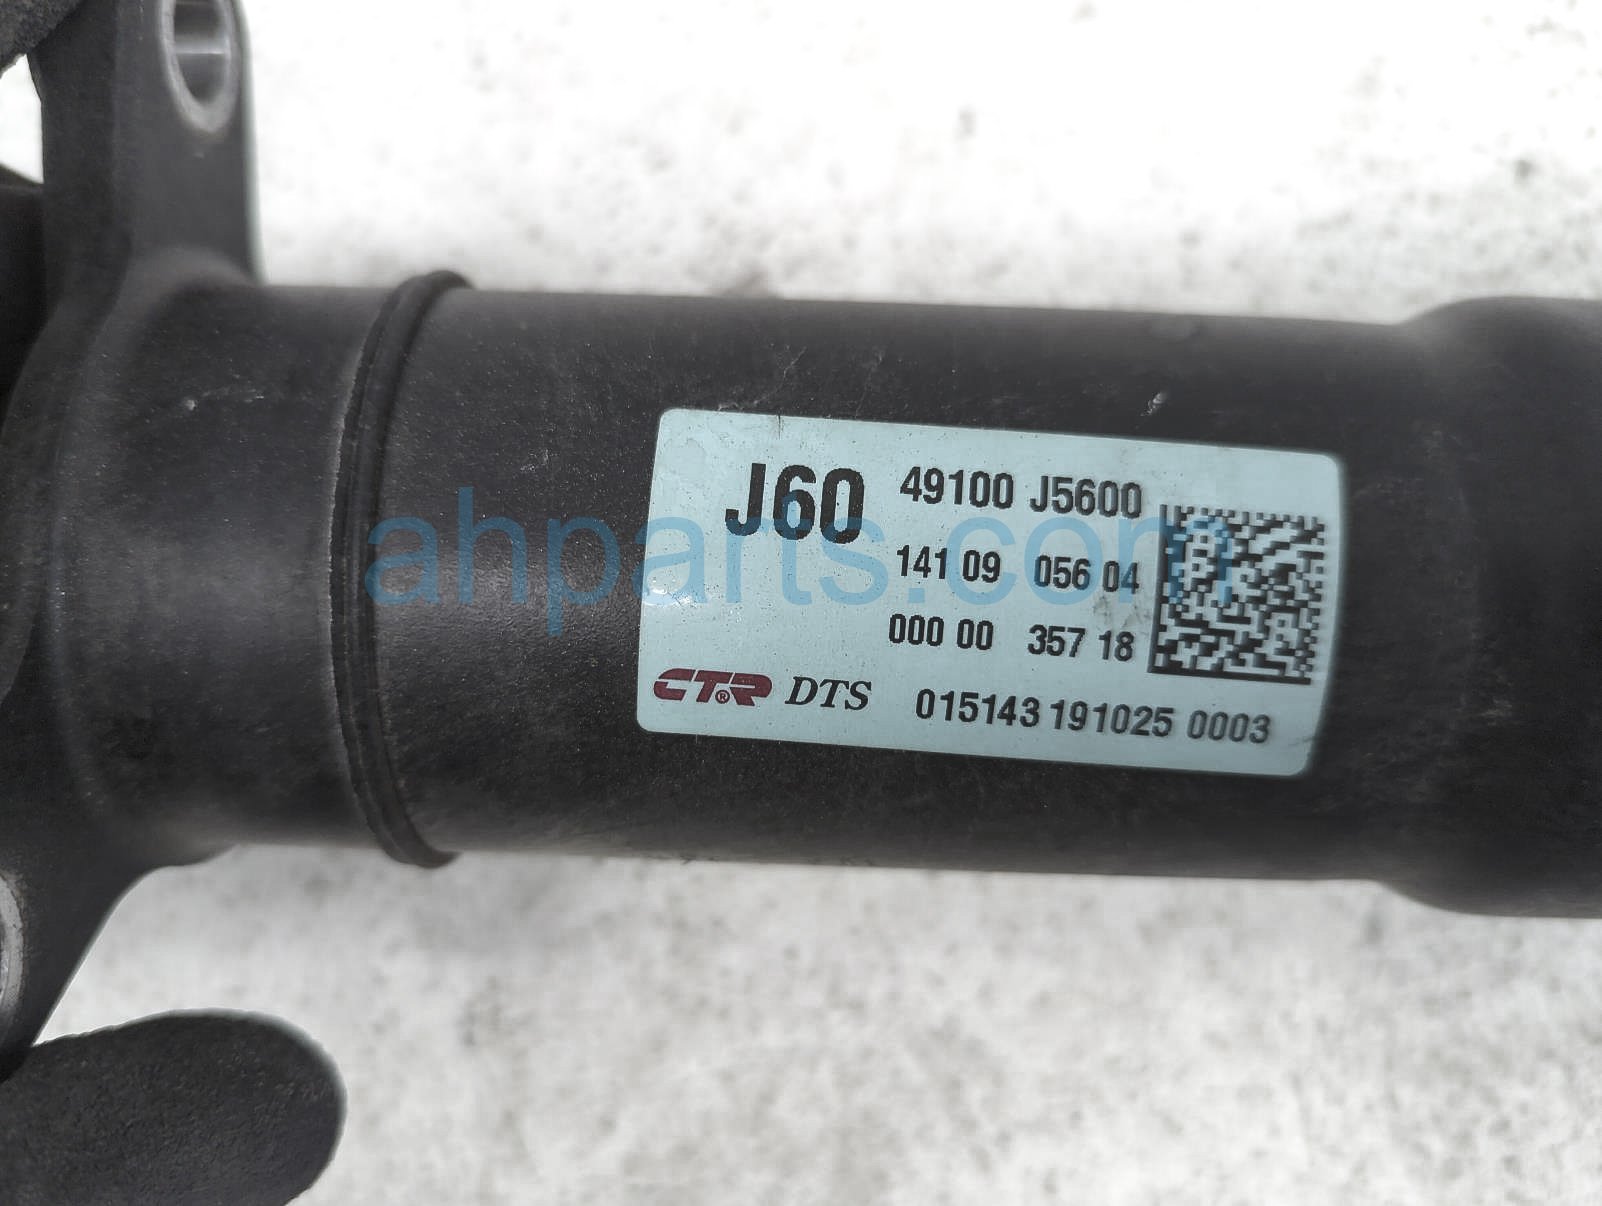 J60 49100 J5600
141 09 056 04
000 00 357 18
CTR® DTS 015143 191025 0003
ahparts.com